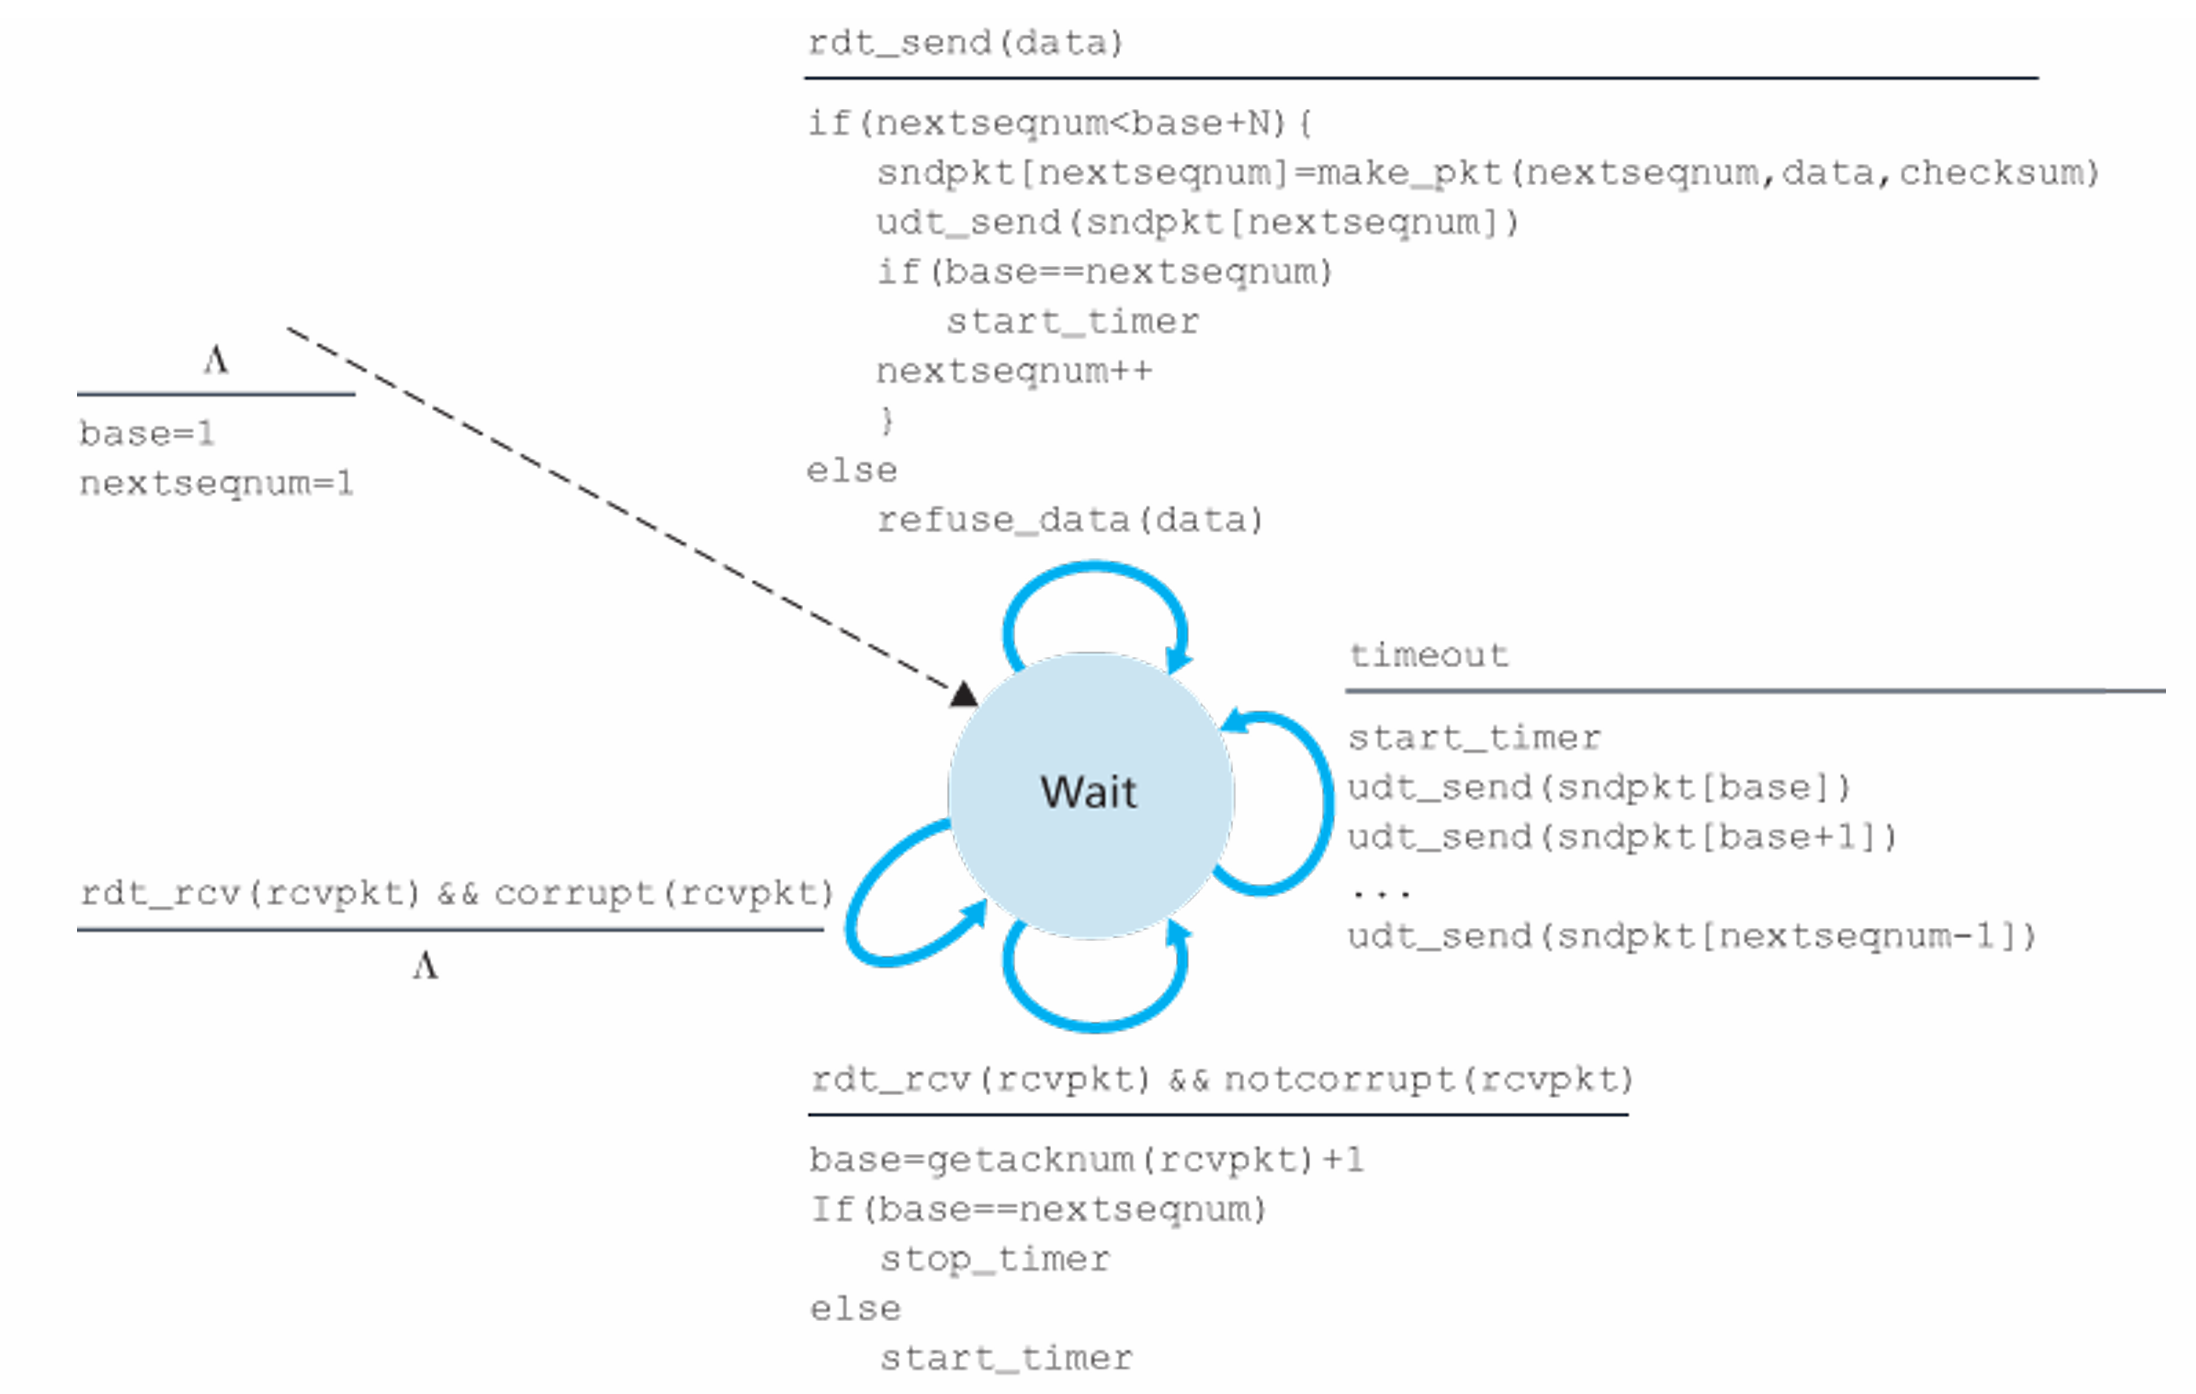 rdt_send(data)
if(nextseqnum<base+N){
sndpkt[nextseqnum]=make_pkt(nextseqnum,data,checksum)
udt_send(sndpkt[nextseqnum])
if(base==nextseqnum)
start_timer
nextseqnum++
}
else
refuse_data(data)
Λ
base=1
nextseqnum=1
Wait
timeout
start_timer
udt_send(sndpkt[base])
udt_send(sndpkt[base+1])
...
udt_send(sndpkt[nextseqnum-1])
rdt_rcv(rcvpkt) && corrupt(rcvpkt)
Λ
rdt_rcv(rcvpkt) && notcorrupt(rcvpkt)
base=getacknum(rcvpkt)+1
If(base==nextseqnum)
stop_timer
else
start_timer